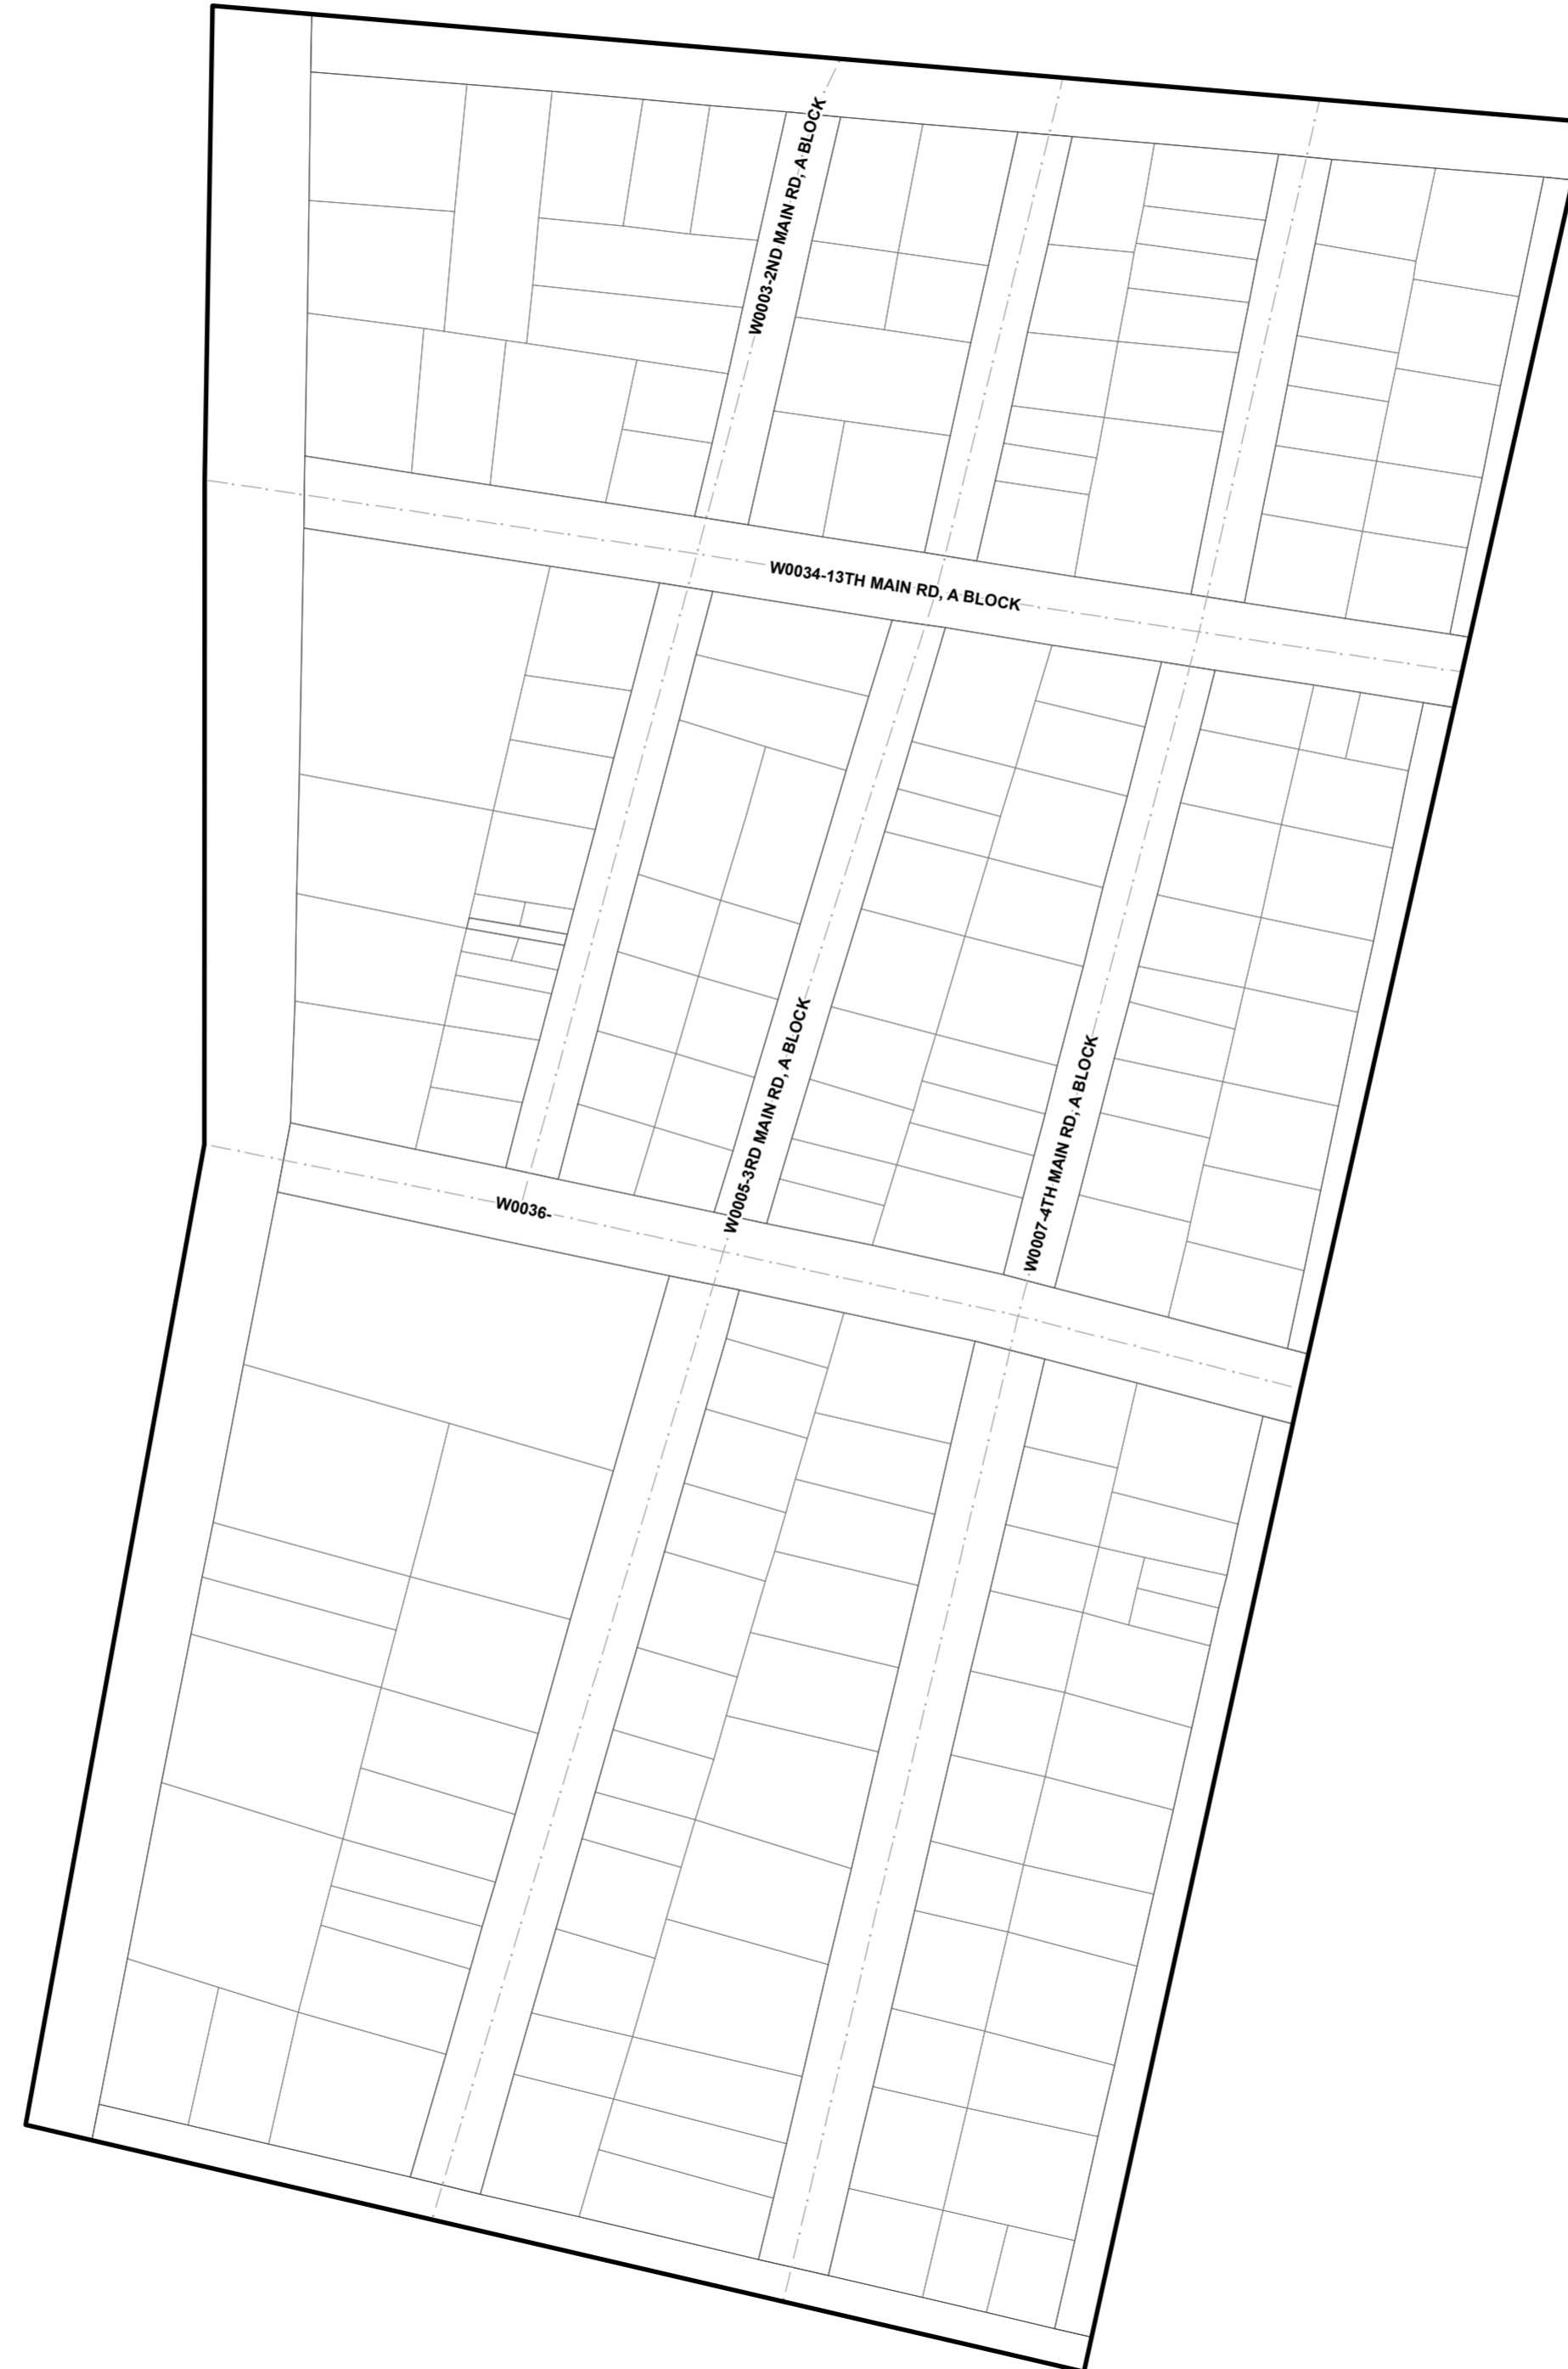 W0003-2ND MAIN RD, A BLOCK
W0034-13TH MAIN RD, A BLOCK
W0005-3RD MAIN RD, A BLOCK
W0007-4TH MAIN RD, A BLOCK
W0036-